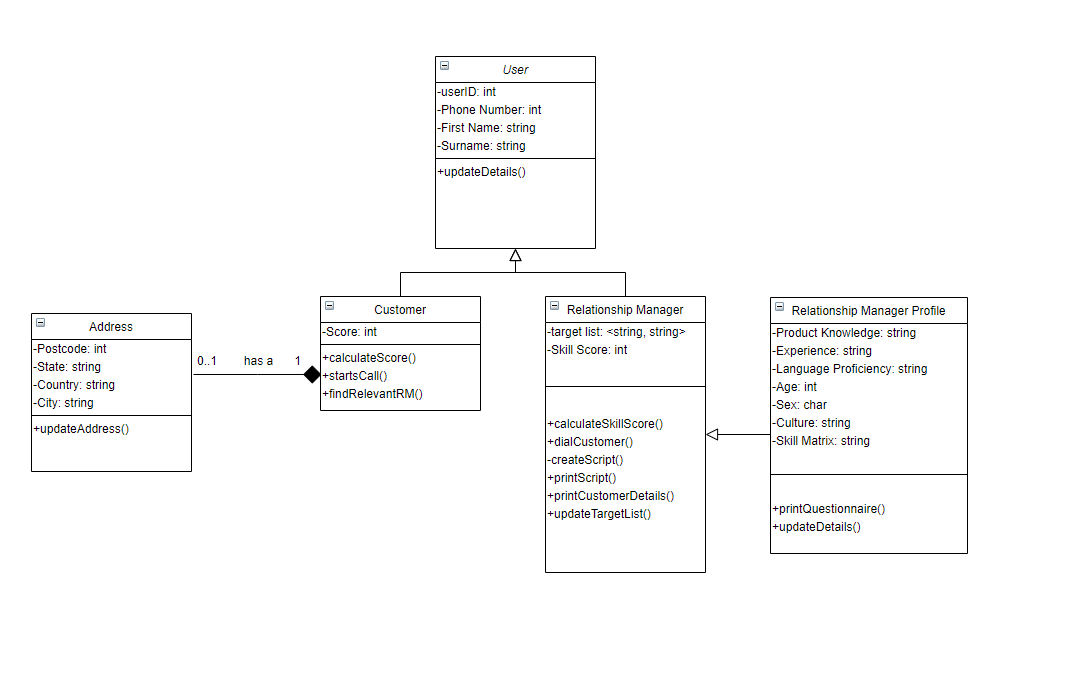 User
-userID: int
-Phone Number: int
-First Name: string
-Surname: string
+updateDetails()
Address
-Postcode: int
-State: string
-Country: string
-City: string
+updateAddress()
0..1 has a 1
Customer
-Score: int
+calculateScore()
+startsCall()
+findRelevantRM()
Relationship Manager
-target list: <string, string>
-Skill Score: int
+calculateSkillScore()
+dialCustomer()
-createScript()
+printScript()
+printCustomerDetails()
+updateTargetList()
Relationship Manager Profile
-Product Knowledge: string
-Experience: string
-Language Proficiency: string
-Age: int
-Sex: char
-Culture: string
-Skill Matrix: string
+printQuestionnaire()
+updateDetails()